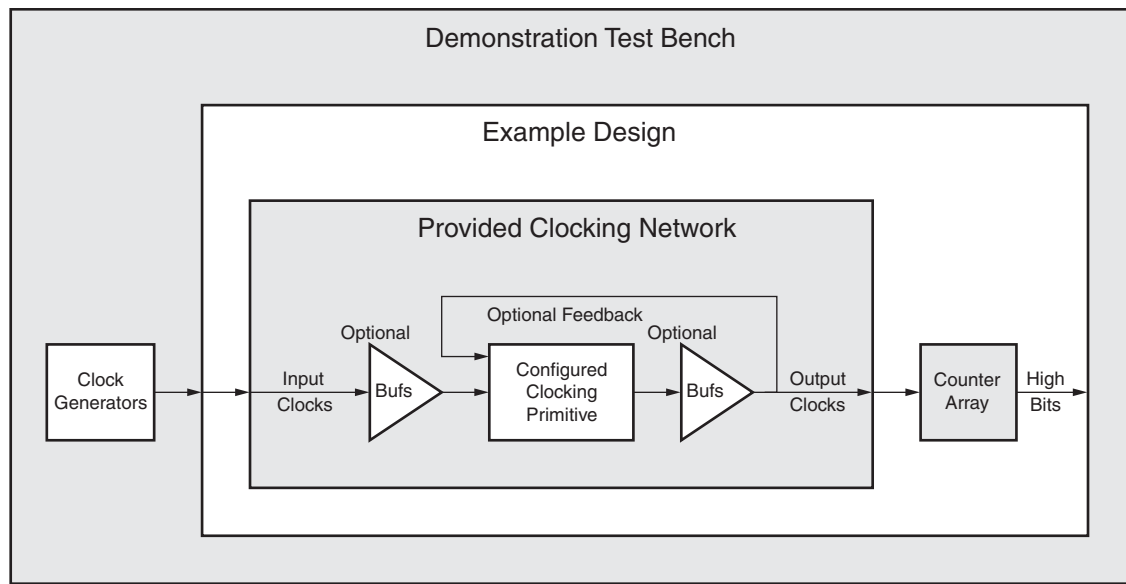 Demonstration Test Bench
Example Design
Provided Clocking Network
Optional Feedback
Optional
Optional
Clock
Generators
Input
Clocks
Bufs
Configured
Clocking
Primitive
Bufs
Output
Clocks
Counter
Array
High
Bits